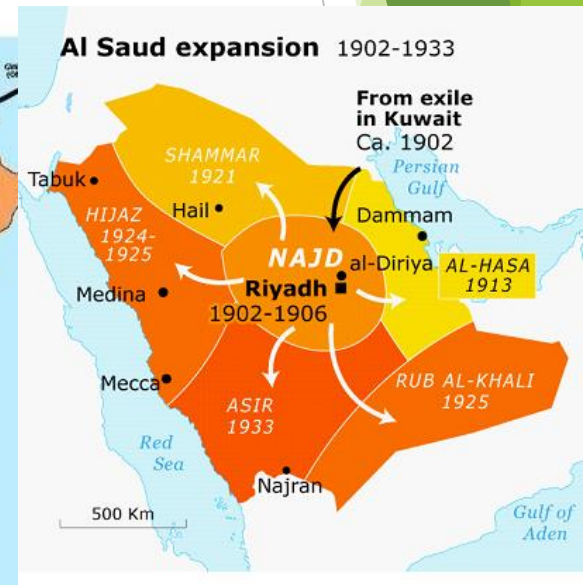 Al Saud expansion 1902-1933
From exile
in Kuwait
Ca. 1902
Persian
Gulf
SHAMMAR
1921
Tabuk
Hail
Dammam
HIJAZ
1924-
1925
NAJD
al-Diriya
AL-HASA
1913
Medina
Riyadh
1902-1906
Mecca
ASIR
1933
RUB AL-KHALI
1925
Red
Sea
Najran
500 Km
Gulf of
Aden